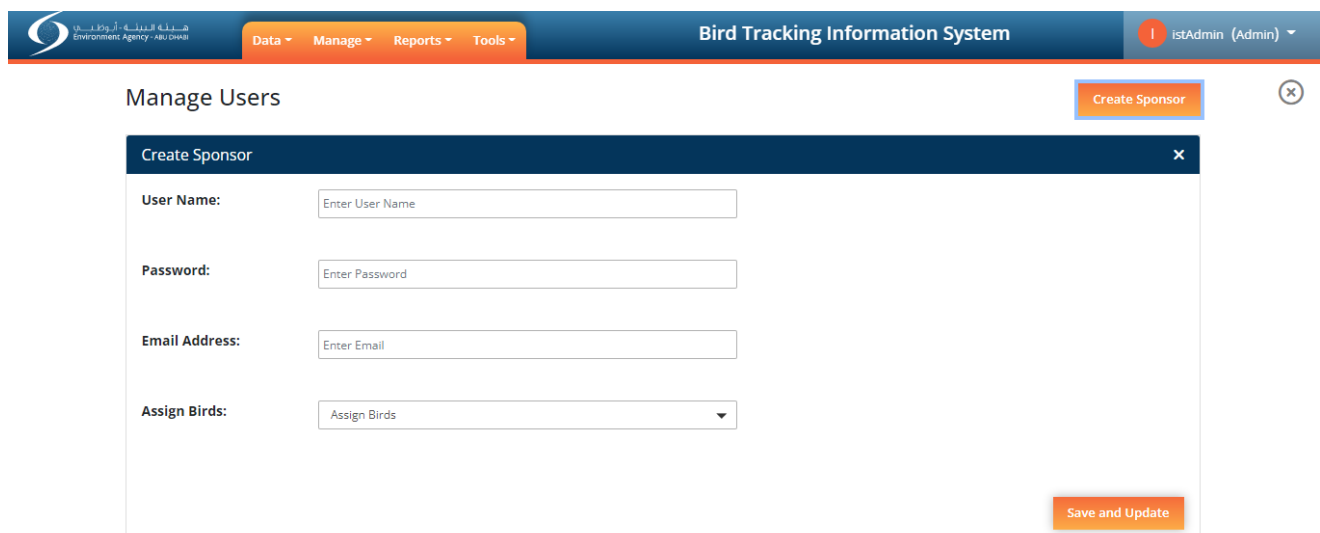 هيئة البيئة - أبوظبي
Environment Agency - ABU DHABI
Data Manage Reports Tools
Bird Tracking Information System
I istAdmin (Admin)
Manage Users
Create Sponsor
Create Sponsor
User Name: Enter User Name
Password: Enter Password
Email Address: Enter Email
Assign Birds: Assign Birds
Save and Update